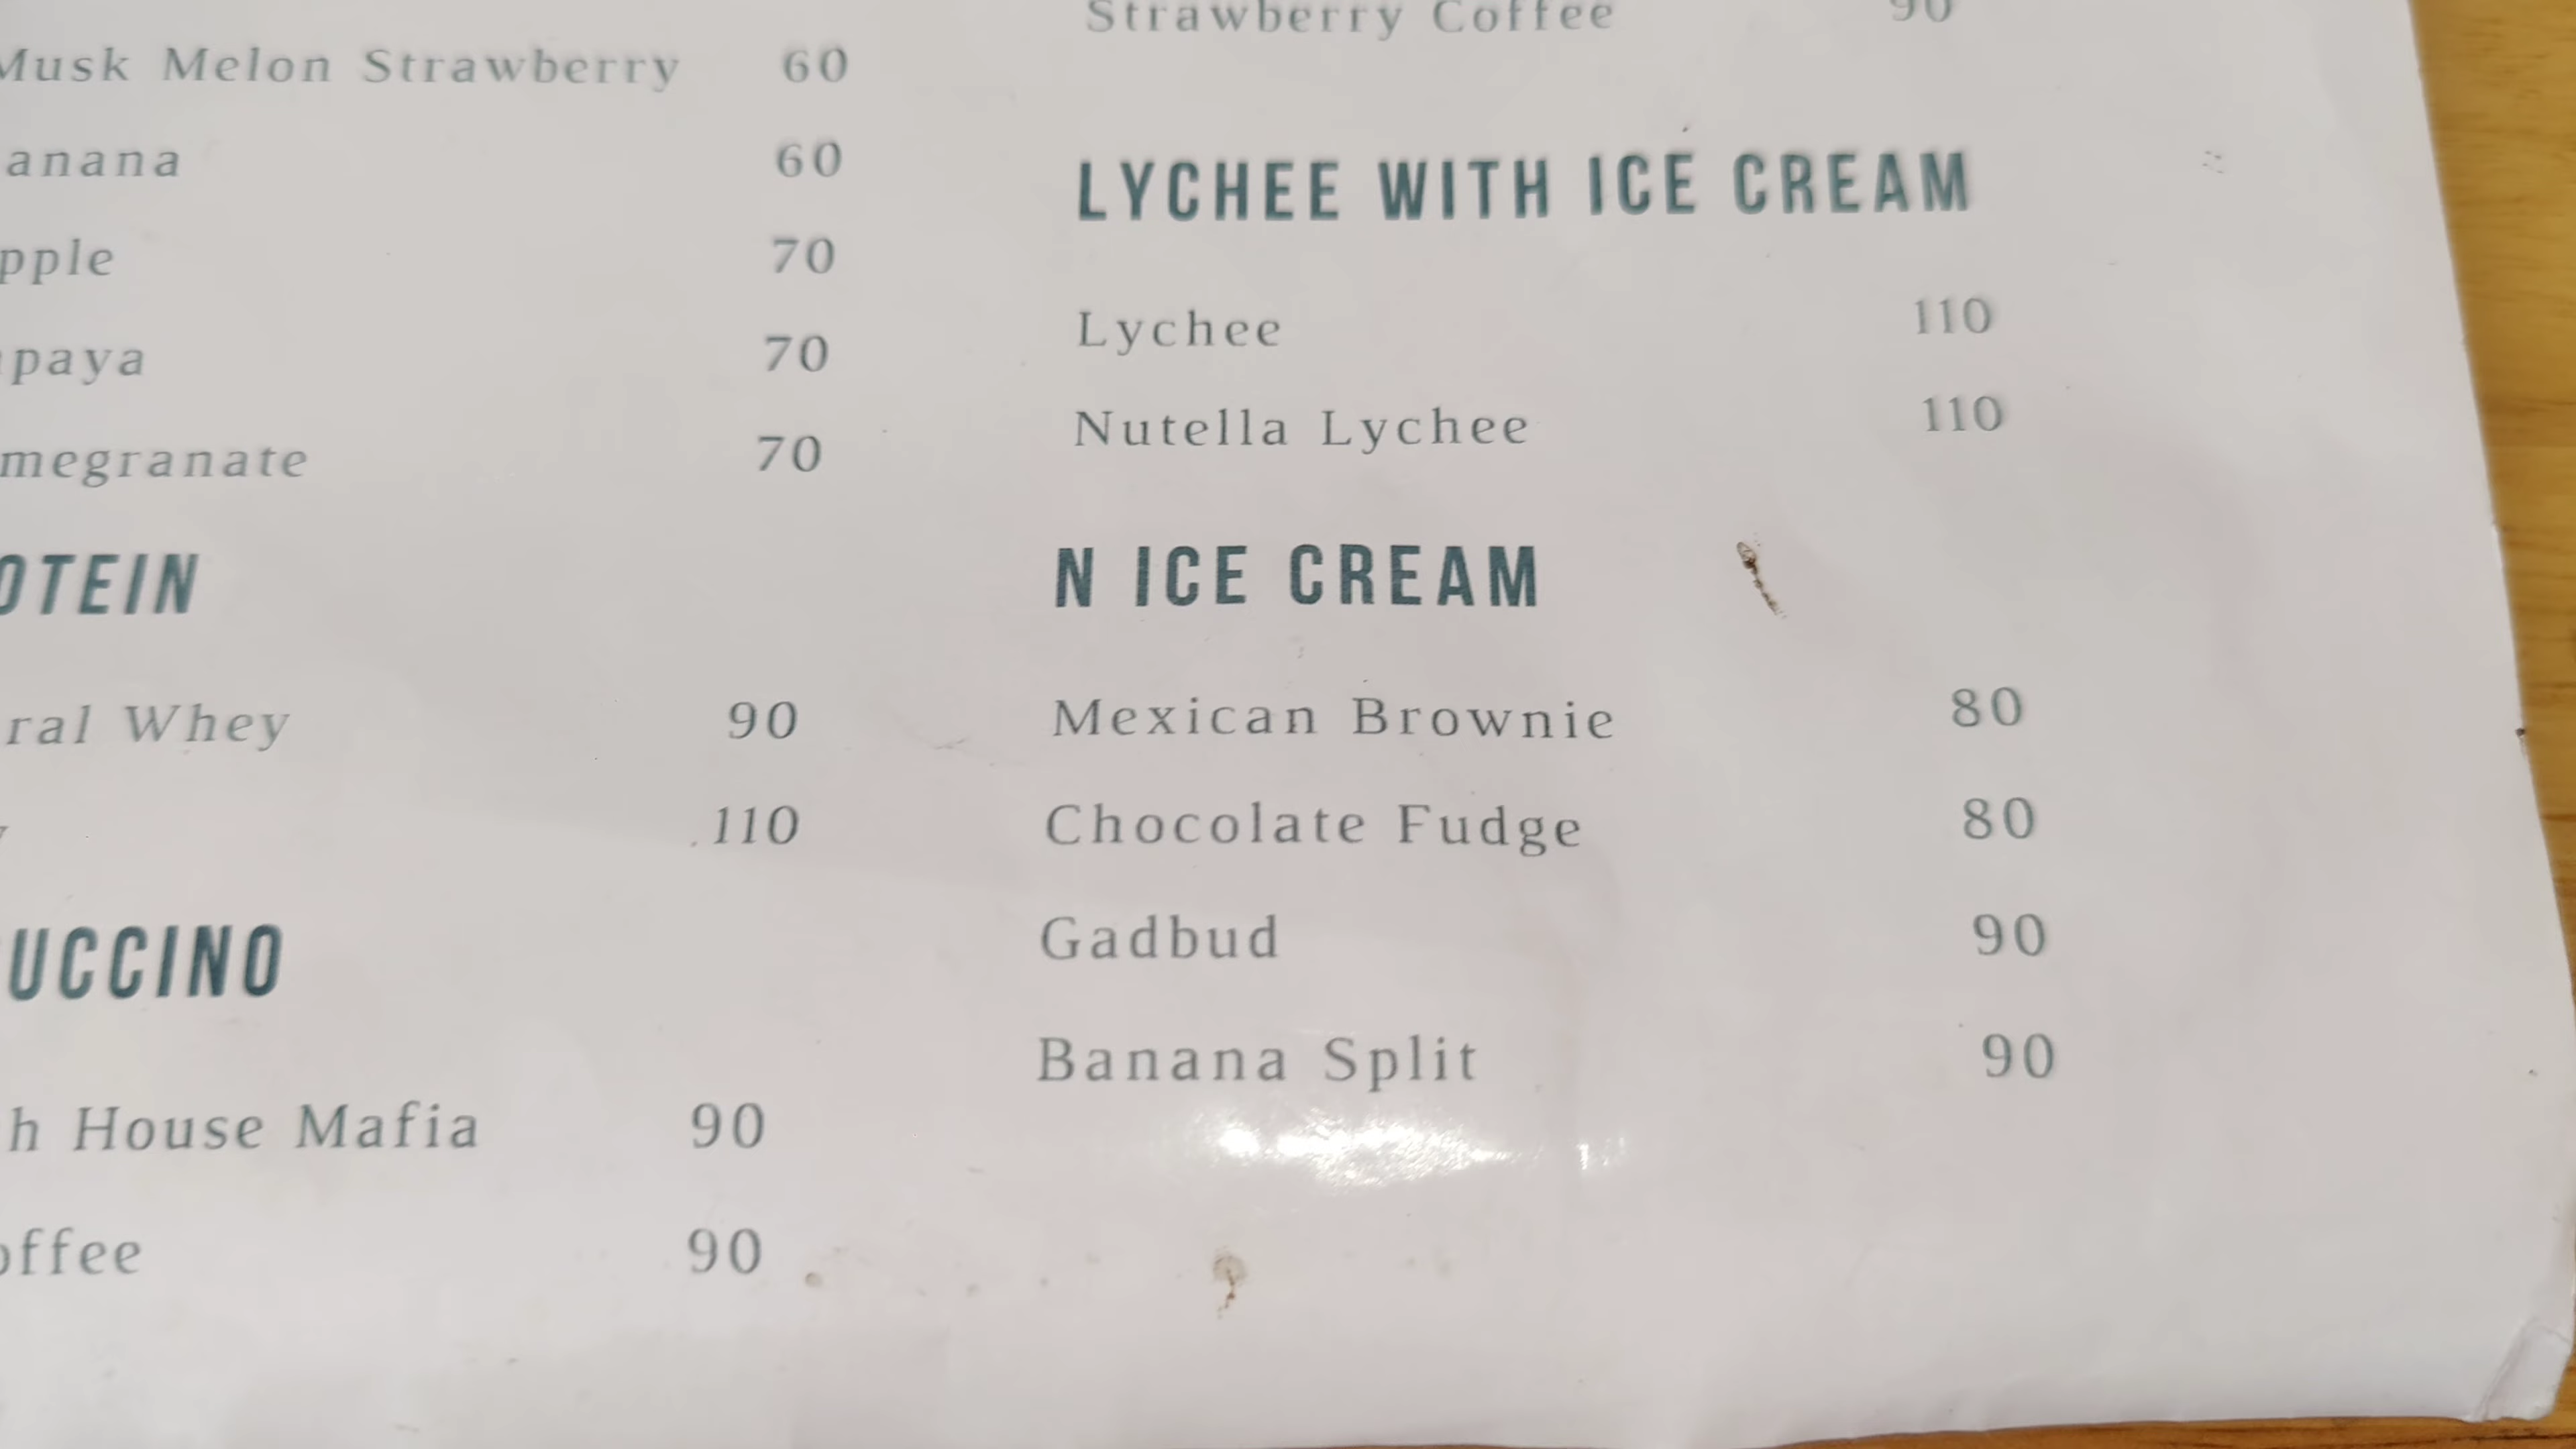 Musk Melon Strawberry 60
anana 60
pple 70
paya 70
megranate 70
OTEIN
ral Whey 90
110
UCCINO
h House Mafia 90
offee 90
Strawberry Coffee 90
LYCHEE WITH ICE CREAM
Lychee 110
Nutella Lychee 110
N ICE CREAM
Mexican Brownie 80
Chocolate Fudge 80
Gadbud 90
Banana Split 90